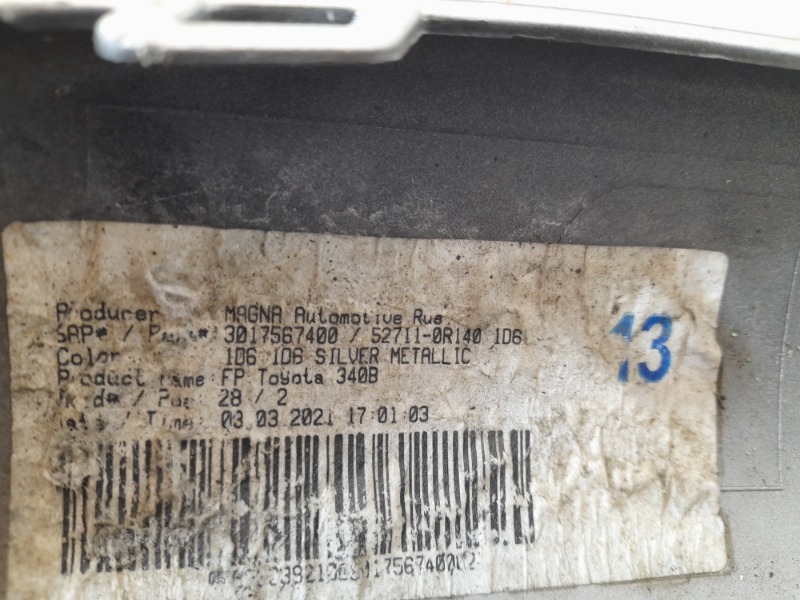 Producer MAGNA Automotive Rus
SAP# / Part#: 3017567400 / 52711-0R140 1D6
Color 1D6 1D6 SILVER METALLIC
Product name: FP Toyota 340B
28 / 2
/ Time: 03.03.2021 17:01:03
13